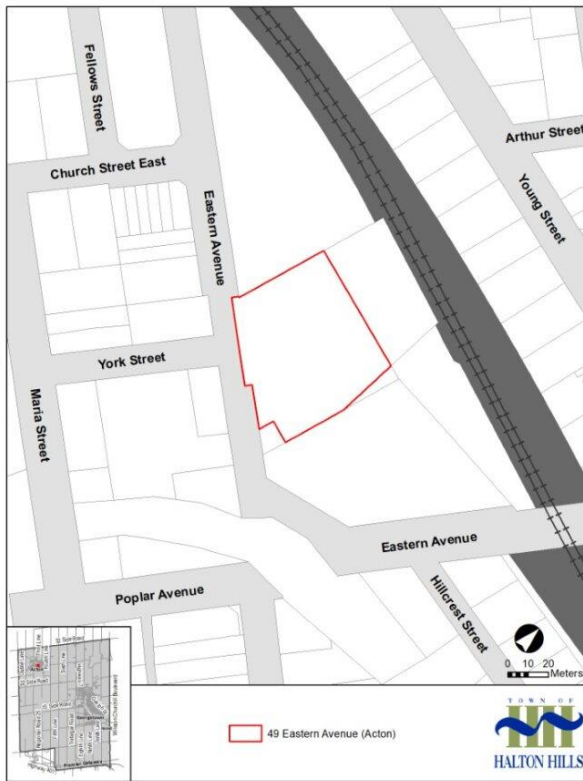 Fellows Street
Church Street East
Eastern Avenue
Arthur Street
Young Street
York Street
Maria Street
Eastern Avenue
Poplar Avenue
Hillcrest Street
0 10 20
Meters
49 Eastern Avenue (Acton)
TOWN OF
HALTON HILLS